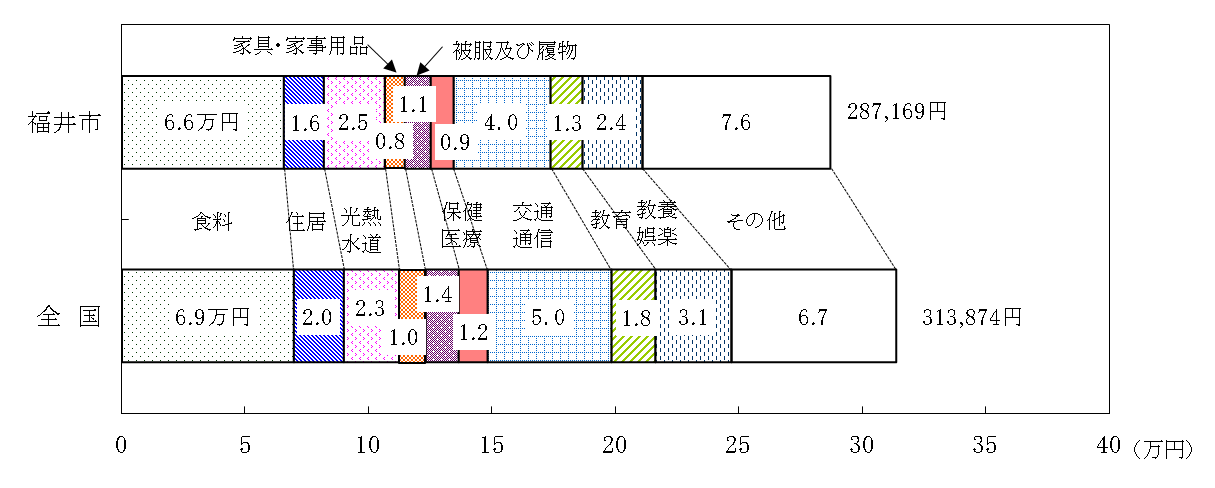 家具・家事用品
被服及び履物
福井市
6.6万円
1.6
2.5
0.8
1.1
0.9
4.0
1.3
2.4
7.6
287,169円
食料
住居
光熱
水道
保健
医療
交通
通信
教育
教養
娯楽
その他
全 国
6.9万円
2.0
2.3
1.0
1.4
1.2
5.0
1.8
3.1
6.7
313,874円
0 5 10 15 20 25 30 35 40 (万円)